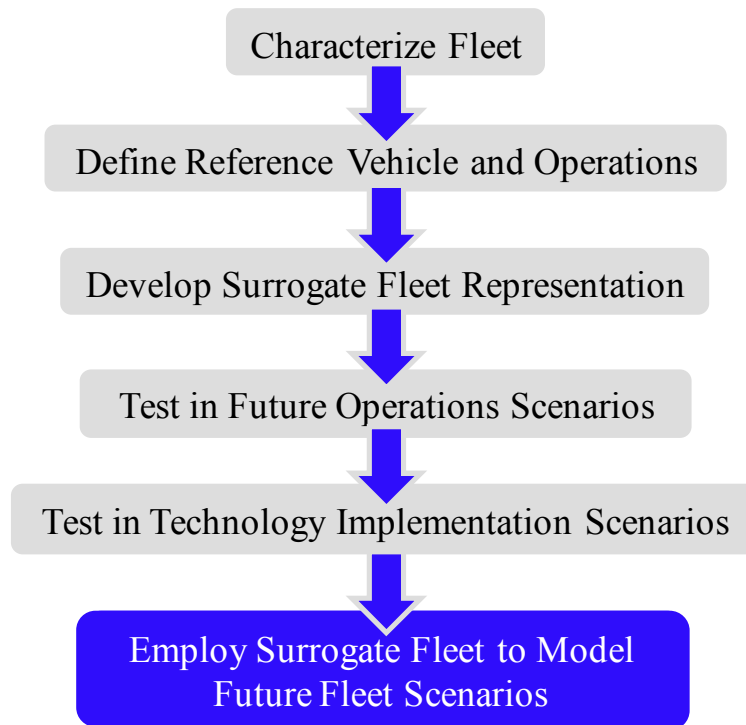 Characterize Fleet
Define Reference Vehicle and Operations
Develop Surrogate Fleet Representation
Test in Future Operations Scenarios
Test in Technology Implementation Scenarios
Employ Surrogate Fleet to Model
Future Fleet Scenarios